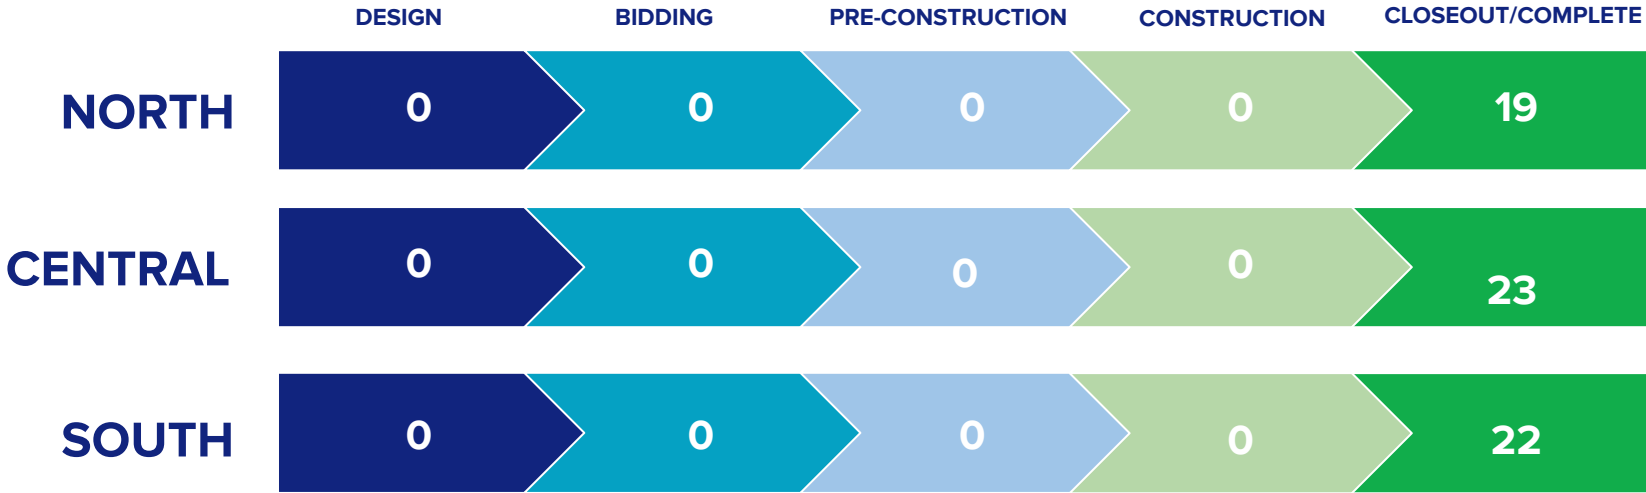 DESIGN BIDDING PRE-CONSTRUCTION CONSTRUCTION CLOSEOUT/COMPLETE
NORTH 0 0 0 0 19
CENTRAL 0 0 0 0 23
SOUTH 0 0 0 0 22